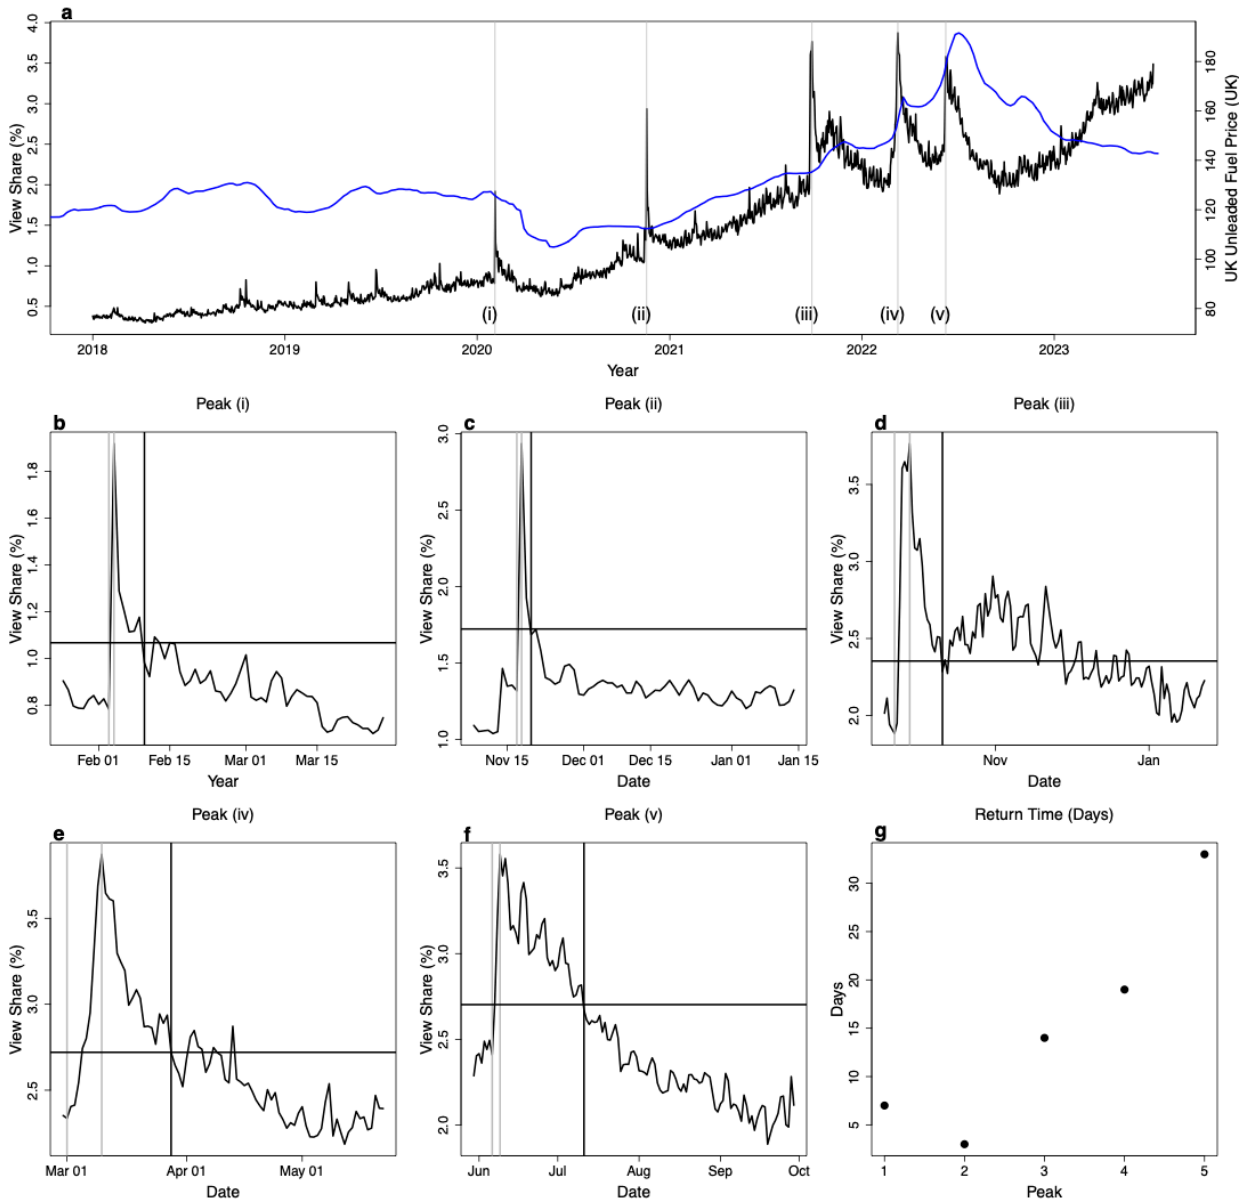 a
View Share (%)
4.0
3.5
3.0
2.5
2.0
1.5
1.0
0.5
UK Unleaded Fuel Price (UK)
180
160
140
120
100
80
(i)
(ii)
(iii)
(iv)
(v)
2018
2019
2020
2021
2022
2023
Year
Peak (i)
b
View Share (%)
1.8
1.6
1.4
1.2
1.0
0.8
Feb 01
Feb 15
Mar 01
Mar 15
Year
Peak (ii)
c
View Share (%)
3.0
2.5
2.0
1.5
1.0
Nov 15
Dec 01
Dec 15
Jan 01
Jan 15
Date
Peak (iii)
d
View Share (%)
3.5
3.0
2.5
2.0
Nov
Jan
Date
Peak (iv)
e
View Share (%)
3.5
3.0
2.5
Mar 01
Apr 01
May 01
Date
Peak (v)
f
View Share (%)
3.5
3.0
2.5
2.0
Jun
Jul
Aug
Sep
Oct
Date
Return Time (Days)
g
Days
30
25
20
15
10
5
1
2
3
4
5
Peak